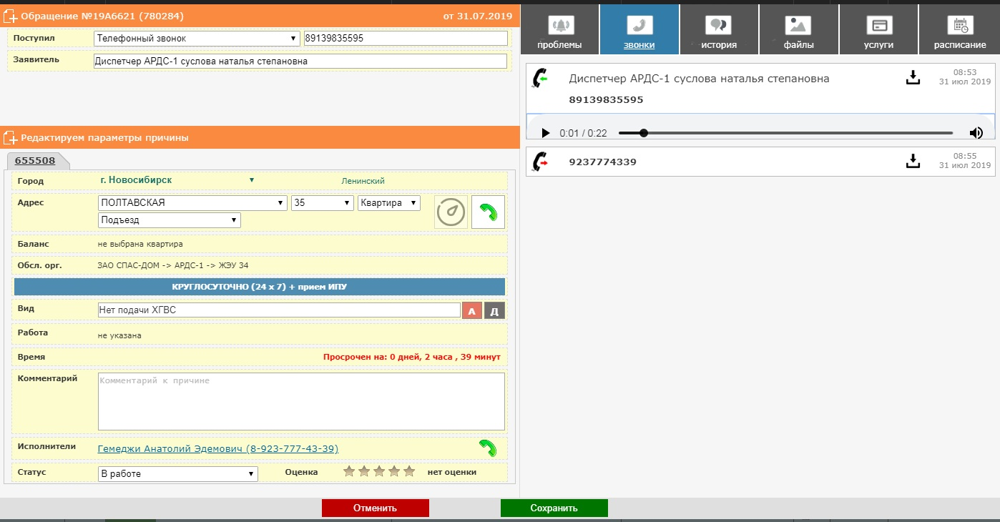 Обращение №19А6621 (780284) от 31.07.2019
Поступил Телефонный звонок 89139835595
Заявитель Диспетчер АРДС-1 суслова наталья степановна
Редактируем параметры причины
655508
Город г. Новосибирск Ленинский
Адрес ПОЛТАВСКАЯ 35 Квартира
Подъезд
Баланс не выбрана квартира
Обсл. орг. ЗАО СПАС-ДОМ -> АРДС-1 -> ЖЭУ 34
КРУГЛОСУТОЧНО (24 x 7) + прием ИПУ
Вид Нет подачи ХГВС А Д
Работа не указана
Время Просрочен на: 0 дней, 2 часа , 39 минут
Комментарий Комментарий к причине
Исполнители Гемеджи Анатолий Эдемович (8-923-777-43-39)
Статус В работе Оценка нет оценки
проблемы звонки история файлы услуги расписание
Диспетчер АРДС-1 суслова наталья степановна 08:53
31 июл 2019
89139835595
0:01 / 0:22
9237774339 08:55
31 июл 2019
Отменить Сохранить